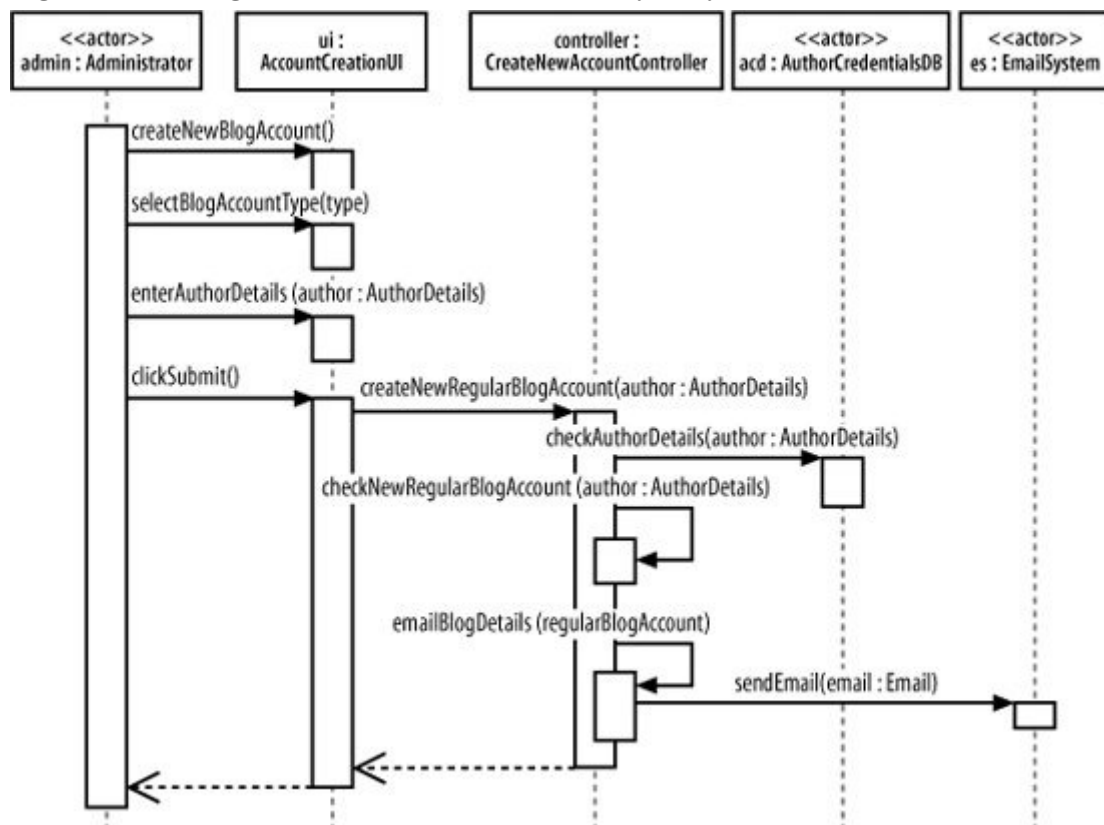 <<actor>>
admin : Administrator
ui :
AccountCreationUI
controller :
CreateNewAccountController
<<actor>>
acd : AuthorCredentialsDB
<<actor>>
es : EmailSystem
createNewBlogAccount()
selectBlogAccountType(type)
enterAuthorDetails (author : AuthorDetails)
clickSubmit()
createNewRegularBlogAccount(author : AuthorDetails)
checkAuthorDetails(author : AuthorDetails)
checkNewRegularBlogAccount (author : AuthorDetails)
emailBlogDetails (regularBlogAccount)
sendEmail(email : Email)